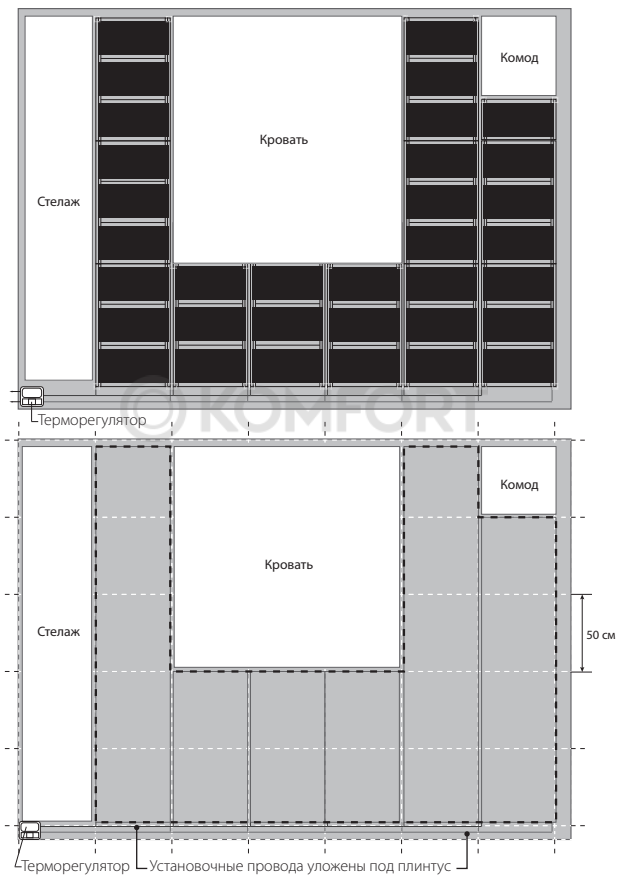 Комод
Кровать
Стелаж
© KOMFORT
Терморегулятор
Комод
Кровать
50 см
Стелаж
Терморегулятор
Установочные провода уложены под плинтус